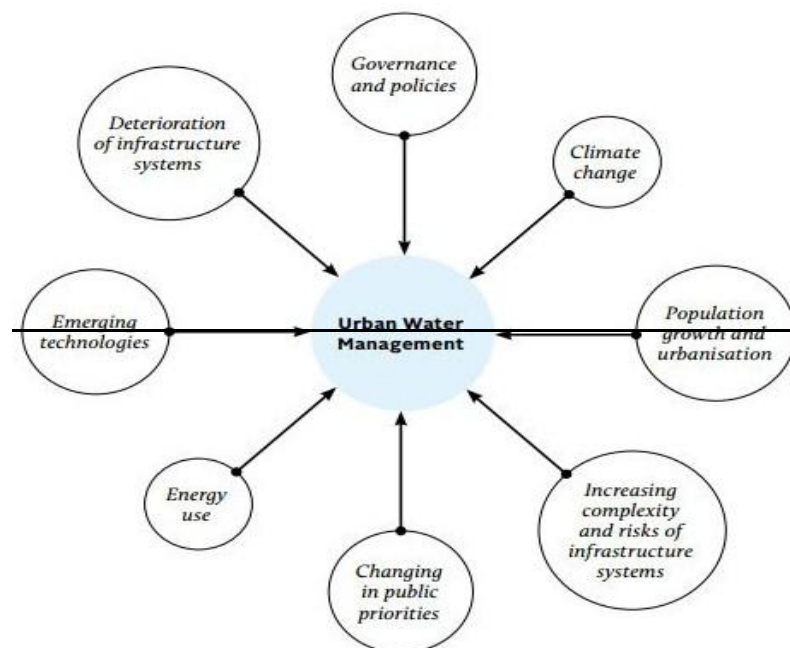 Governance
and policies
Deterioration
of infrastructure
systems
Climate
change
Emerging
technologies
Urban Water
Management
Population
growth and
urbanisation
Energy
use
Increasing
complexity
and risks of
infrastructure
systems
Changing
in public
priorities